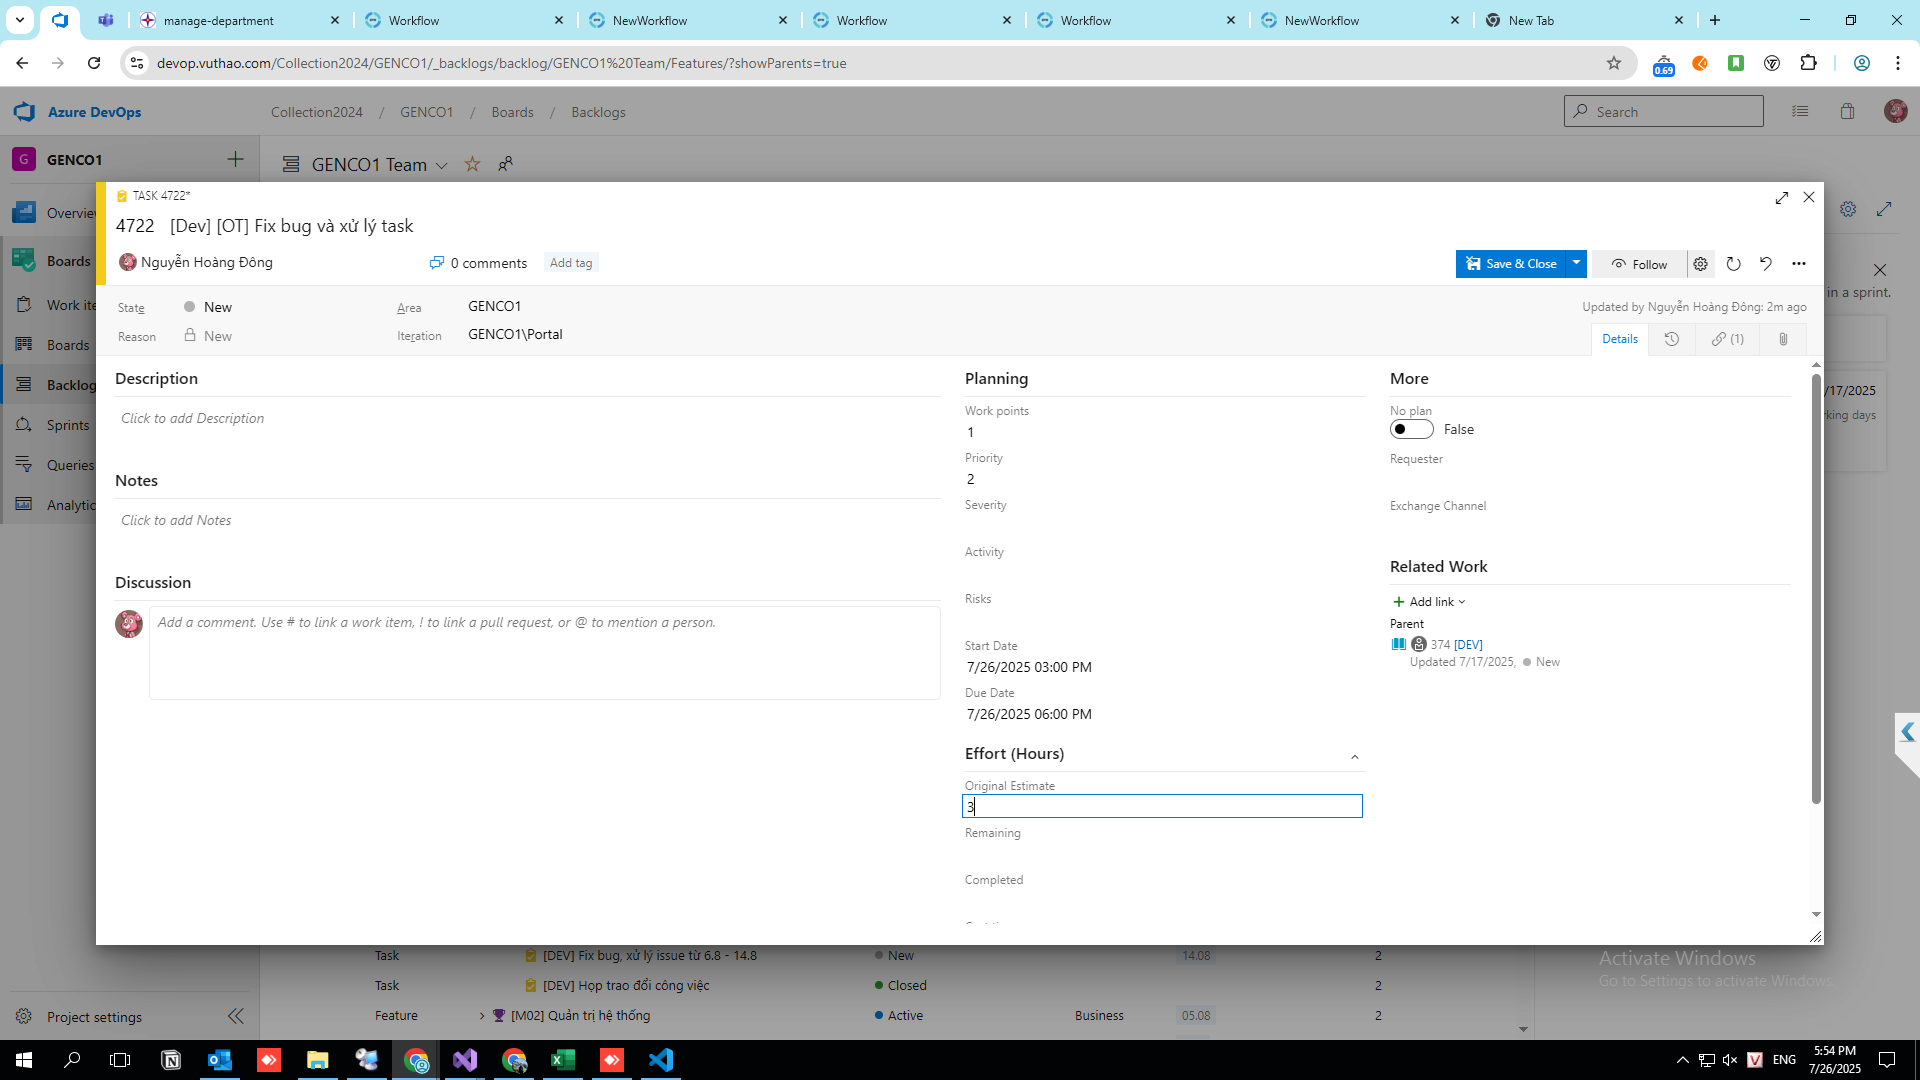 manage-department
Workflow
NewWorkflow
Workflow
Workflow
NewWorkflow
New Tab
devop.vuthao.com/Collection2024/GENCO1/_backlogs/backlog/GENCO1%20Team/Features/?showParents=true
0.69
Azure DevOps
Collection2024 / GENCO1 / Boards / Backlogs
Search
G GENCO1
GENCO1 Team
TASK 4722*
4722 [Dev] [OT] Fix bug và xử lý task
Nguyễn Hoàng Đông
0 comments
Add tag
Save & Close
Follow
State
New
Area
GENCO1
Updated by Nguyễn Hoàng Đông: 2m ago
Reason
New
Iteration
GENCO1\Portal
Details
(1)
Overview
Boards
Work ite
Boards
Backlog
Sprints
Queries
Analytic
in a sprint.
/17/2025
rking days
Description
Click to add Description
Notes
Click to add Notes
Discussion
Add a comment. Use # to link a work item, ! to link a pull request, or @ to mention a person.
Planning
Work points
1
Priority
2
Severity
Activity
Risks
Start Date
7/26/2025 03:00 PM
Due Date
7/26/2025 06:00 PM
Effort (Hours)
Original Estimate
3
Remaining
Completed
More
No plan
False
Requester
Exchange Channel
Related Work
Add link
Parent
374 [DEV]
Updated 7/17/2025, New
Task [DEV] Fix bug, xử lý issue từ 6.8 - 14.8 New 14.08 2
Task [DEV] Họp trao đổi công việc Closed 2
Feature [M02] Quản trị hệ thống Active Business 05.08 2
Project settings
Activate Windows
Go to Settings to activate Windows.
ENG
5:54 PM
7/26/2025